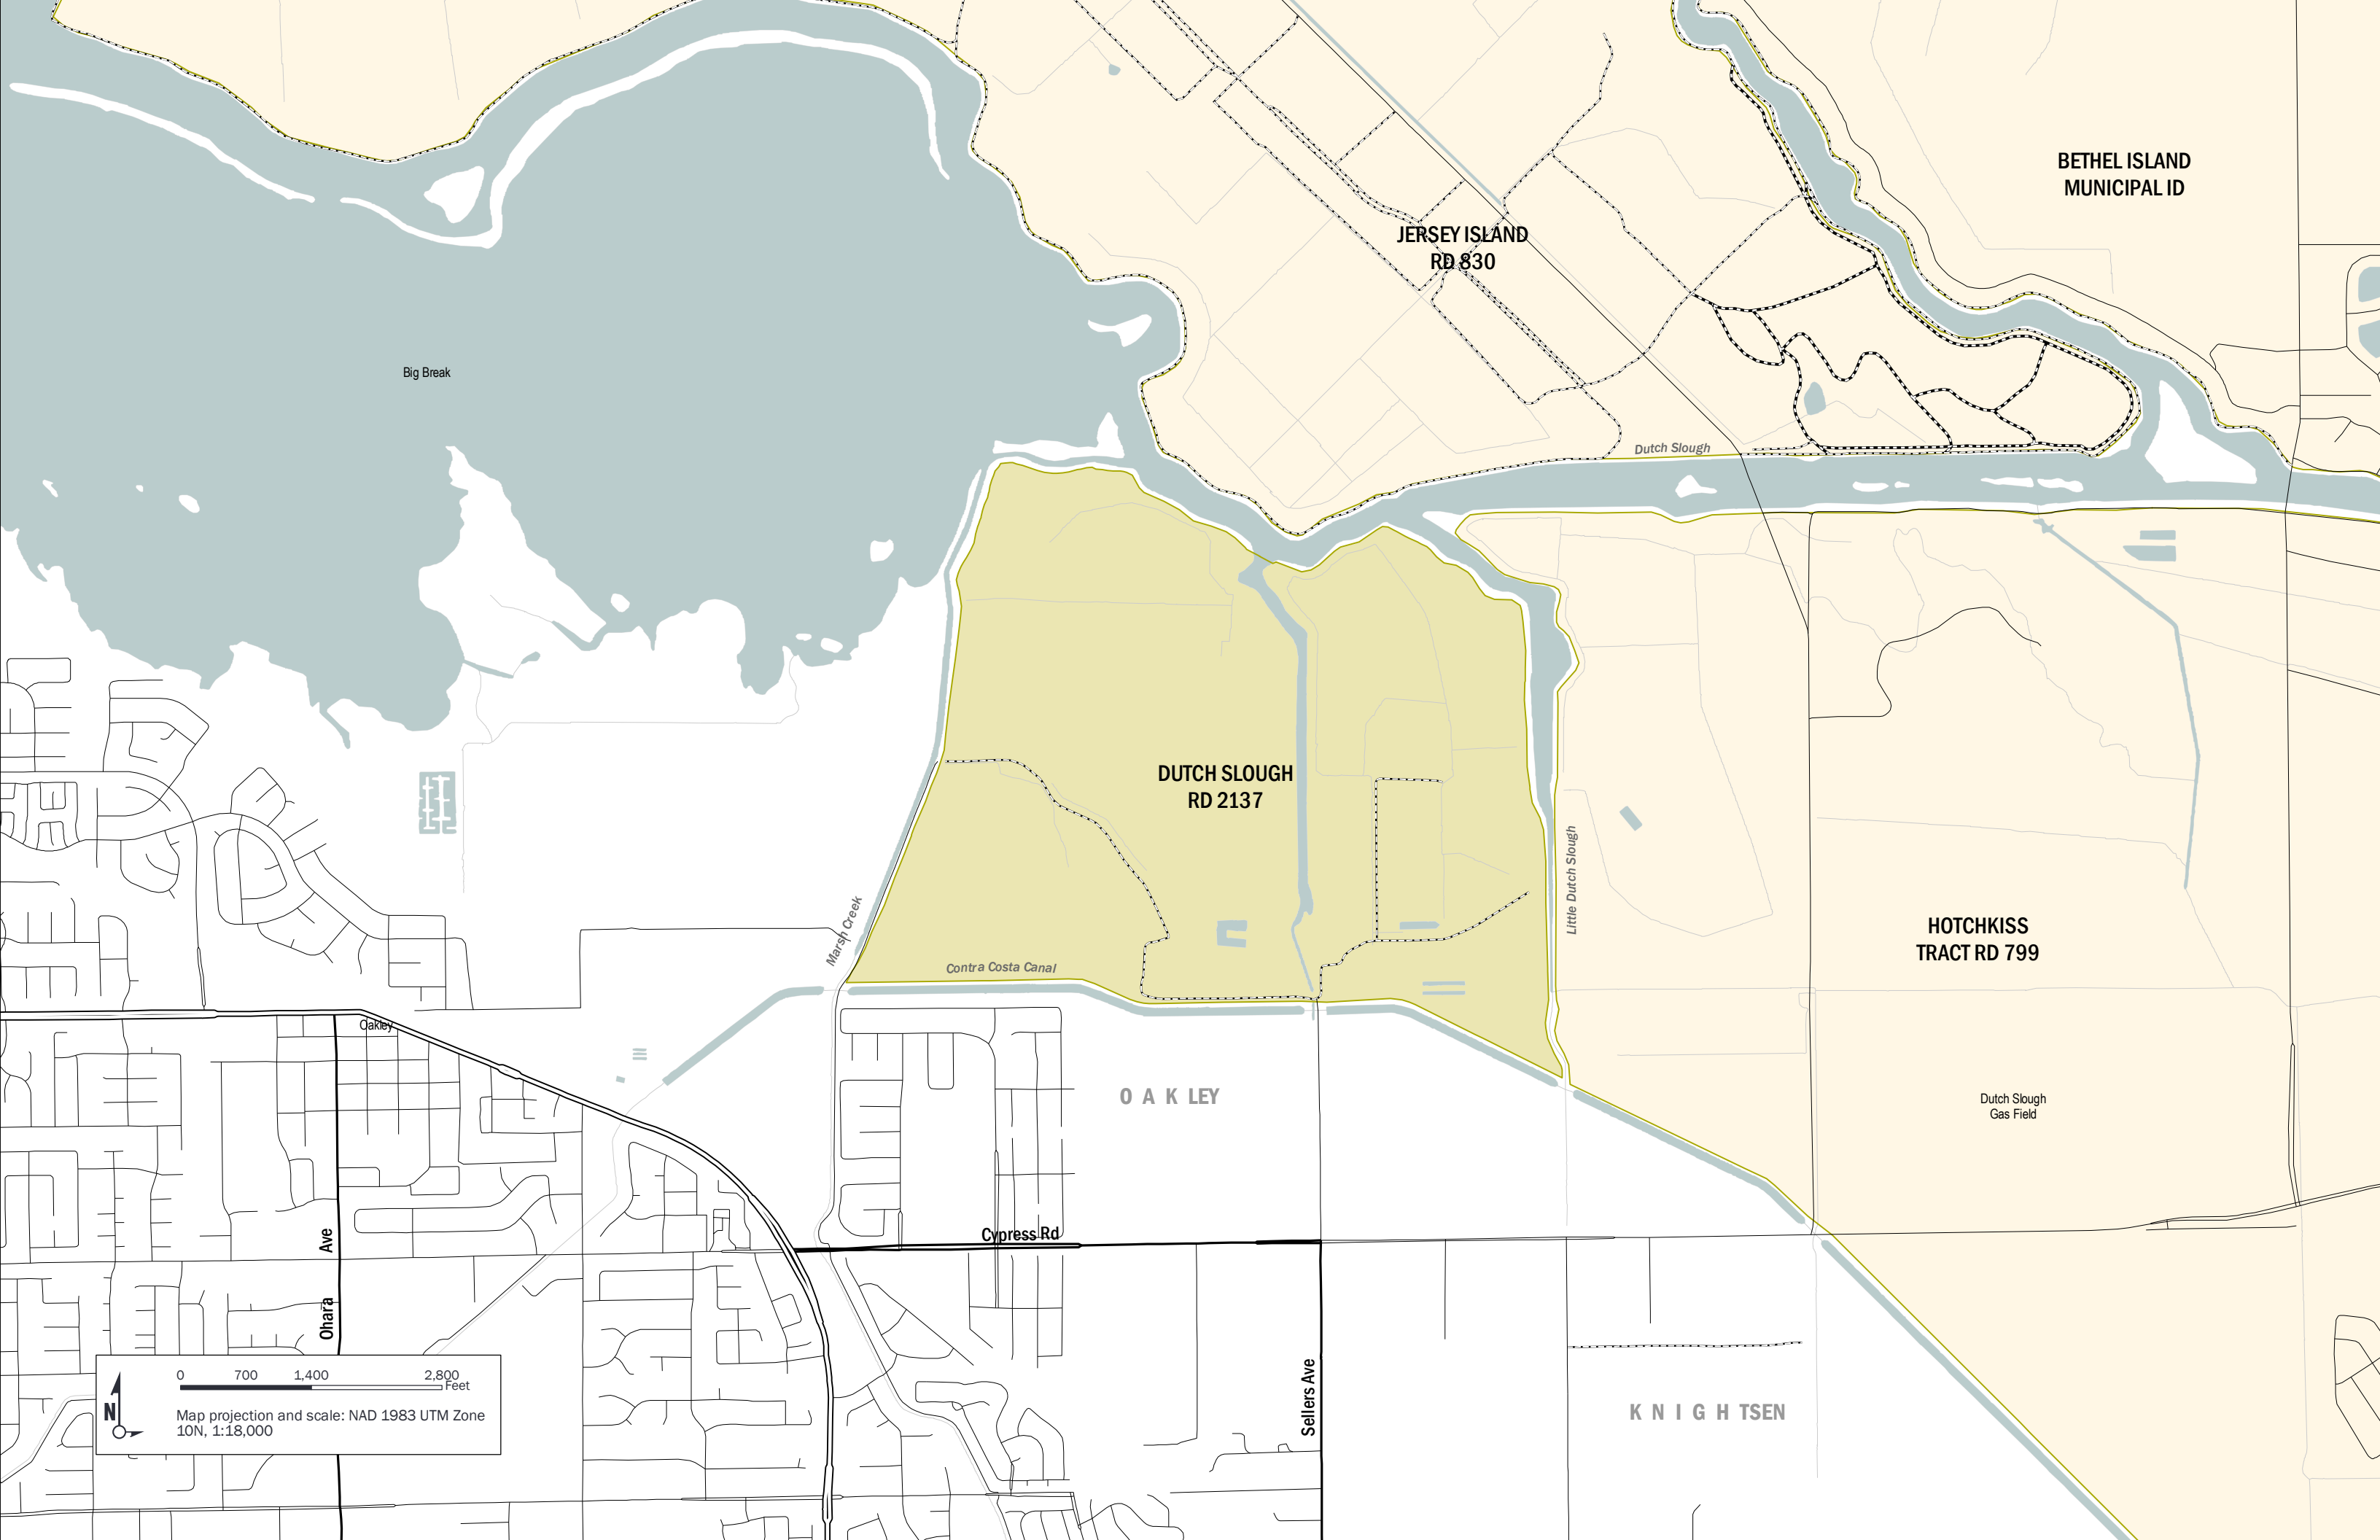 BETHEL ISLAND
MUNICIPAL ID
JERSEY ISLAND
RD 830
Big Break
Dutch Slough
DUTCH SLOUGH
RD 2137
Little Dutch Slough
Marsh Creek
HOTCHKISS
TRACT RD 799
Contra Costa Canal
Oakley
OAKLEY
Dutch Slough
Gas Field
Cypress Rd
Ohara Ave
Sellers Ave
KNIGHTSEN
0 700 1,400 2,800
Feet
N
Map projection and scale: NAD 1983 UTM Zone
10N, 1:18,000